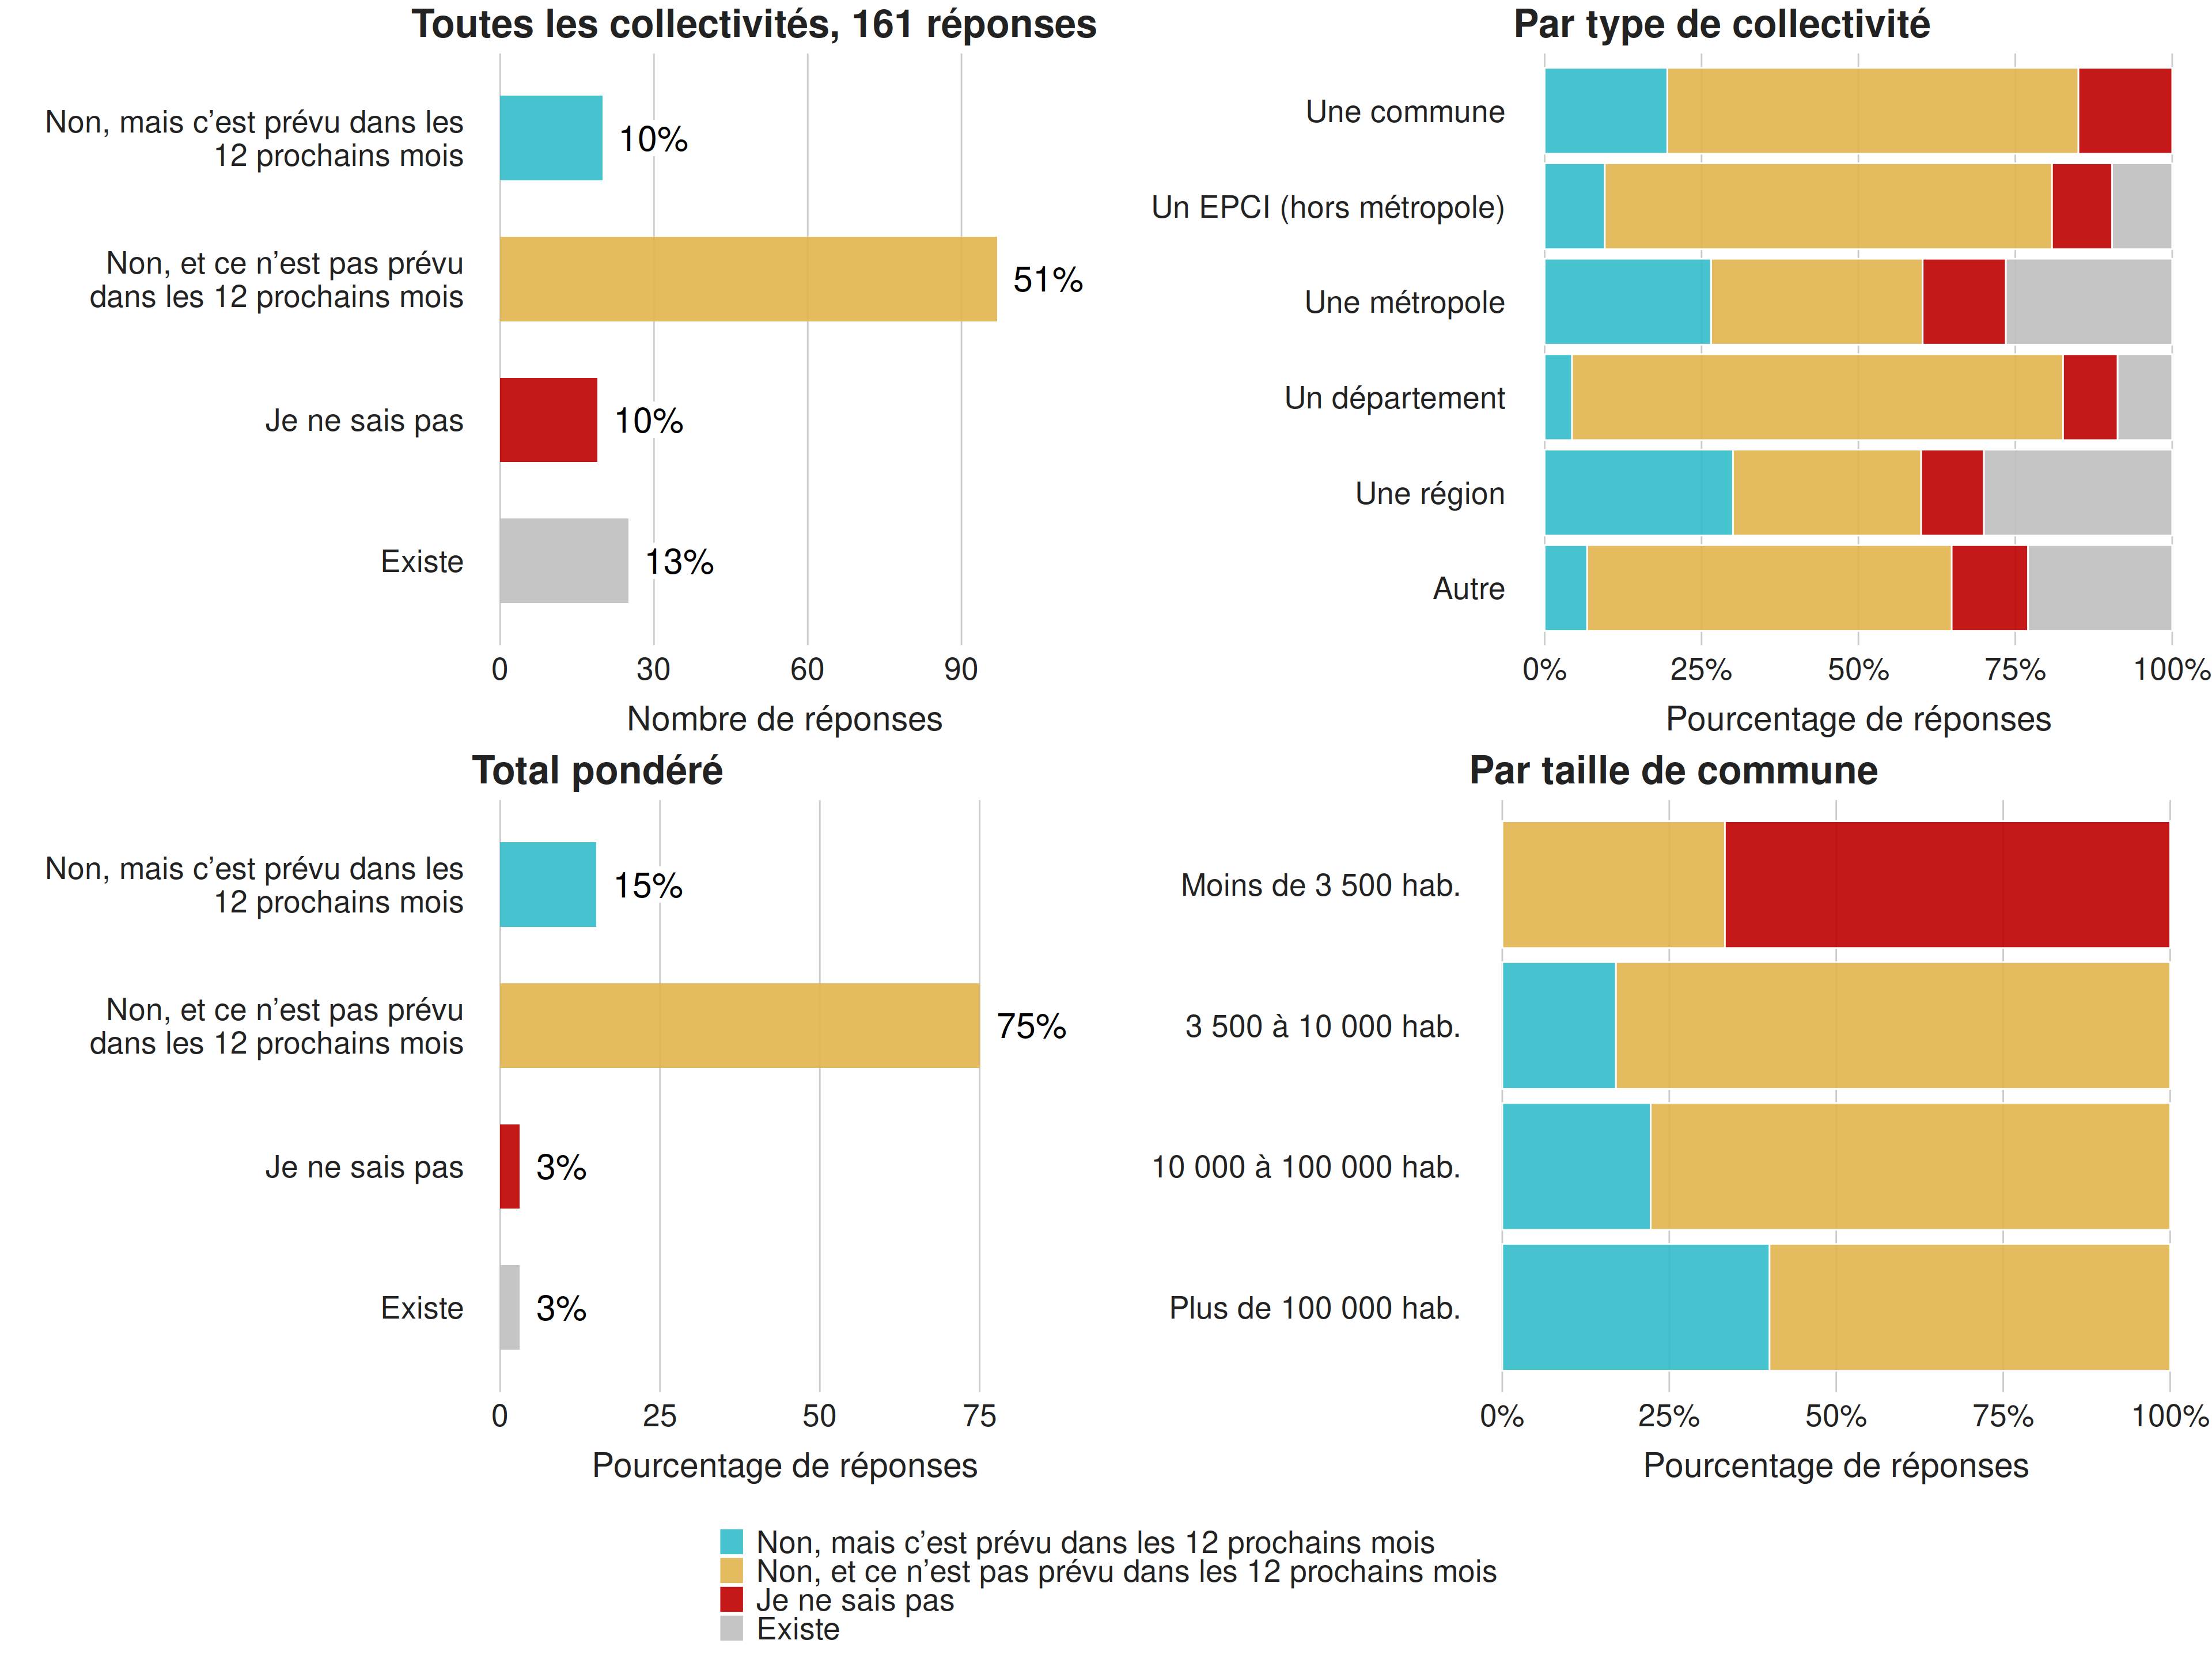 Toutes les collectivités, 161 réponses
Non, mais c’est prévu dans les
12 prochains mois
10%
Non, et ce n’est pas prévu
dans les 12 prochains mois
51%
Je ne sais pas
10%
Existe
13%
0 30 60 90
Nombre de réponses
Par type de collectivité
Une commune
Un EPCI (hors métropole)
Une métropole
Un département
Une région
Autre
0% 25% 50% 75% 100%
Pourcentage de réponses
Total pondéré
Non, mais c’est prévu dans les
12 prochains mois
15%
Non, et ce n’est pas prévu
dans les 12 prochains mois
75%
Je ne sais pas
3%
Existe
3%
0 25 50 75
Pourcentage de réponses
Par taille de commune
Moins de 3 500 hab.
3 500 à 10 000 hab.
10 000 à 100 000 hab.
Plus de 100 000 hab.
0% 25% 50% 75% 100%
Pourcentage de réponses
Non, mais c’est prévu dans les 12 prochains mois
Non, et ce n’est pas prévu dans les 12 prochains mois
Je ne sais pas
Existe